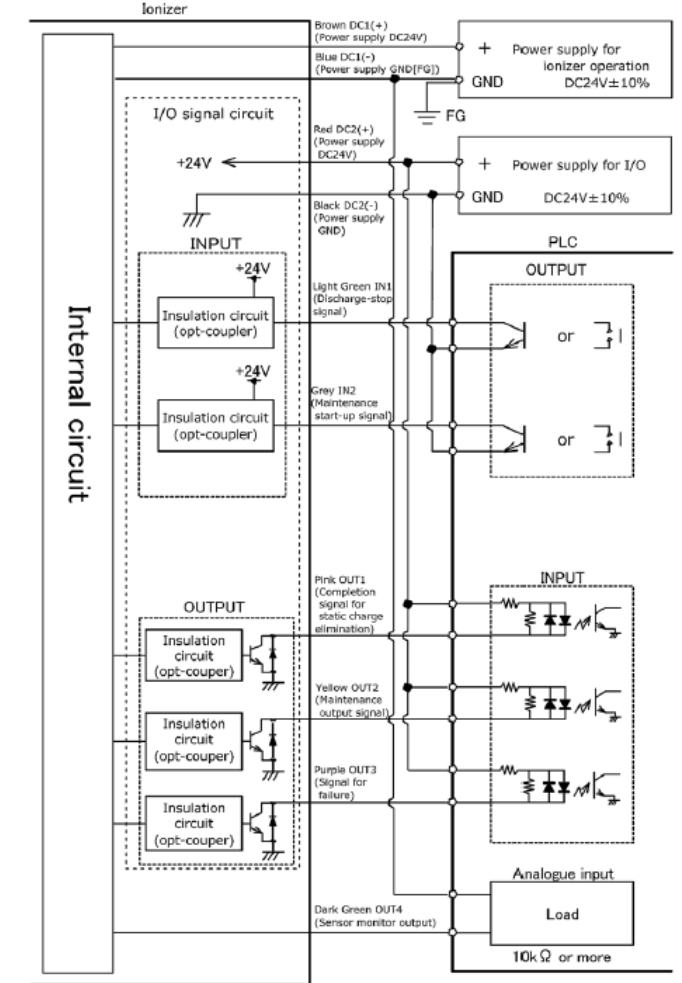 Ionizer
Brown DC1(+)
(Power supply DC24V)
Blue DC1(-)
(Power supply GND[FG])
+ Power supply for
ionizer operation
GND DC24V±10%
FG
I/O signal circuit
Red DC2(+)
(Power supply
DC24V)
+24V
+ Power supply for I/O
GND DC24V±10%
Black DC2(-)
(Power supply
GND)
INPUT
PLC
OUTPUT
+24V
Light Green IN1
(Discharge-stop
signal)
Insulation circuit
(opt-coupler)
or
+24V
Grey IN2
(Maintenance
start-up signal)
Insulation circuit
(opt-coupler)
or
Internal circuit
Pink OUT1
(Completion
signal for
static charge
elimination)
INPUT
OUTPUT
Insulation
circuit
(opt-couper)
Yellow OUT2
(Maintenance
output signal)
Insulation
circuit
(opt-couper)
Purple OUT3
(Signal for
failure)
Insulation
circuit
(opt-couper)
Analogue input
Dark Green OUT4
(Sensor monitor output)
Load
10kΩ or more